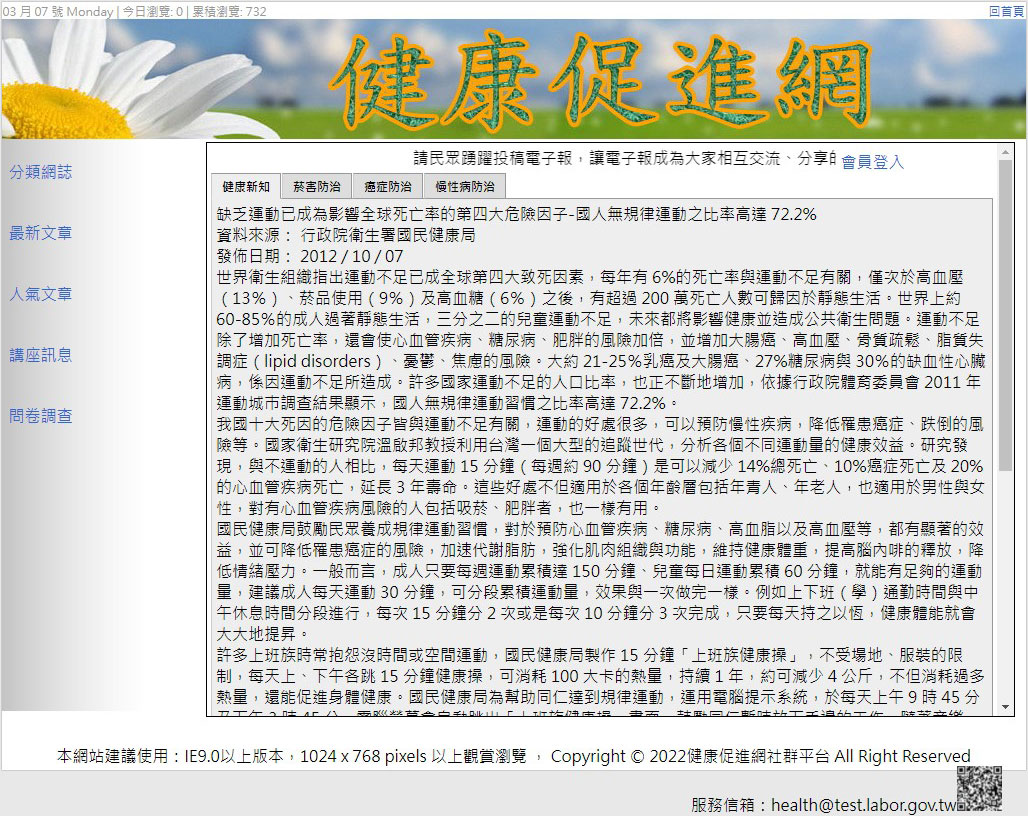 03 月 07 號 Monday | 今日瀏覽: 0 | 累積瀏覽: 732
回首頁
健康促進網
分類網誌
最新文章
人氣文章
講座訊息
問卷調查
請民眾踴躍投稿電子報，讓電子報成為大家相互交流、分享的
會員登入
健康新知 菸害防治 癌症防治 慢性病防治
缺乏運動已成為影響全球死亡率的第四大危險因子-國人無規律運動之比率高達 72.2%
資料來源： 行政院衛生署國民健康局
發佈日期： 2012 / 10 / 07
世界衛生組織指出運動不足已成全球第四大致死因素，每年有 6%的死亡率與運動不足有關，僅次於高血壓
（13%）、菸品使用（9%）及高血糖（6%）之後，有超過 200 萬死亡人數可歸因於靜態生活。世界上約
60-85%的成人過著靜態生活，三分之二的兒童運動不足，未來都將影響健康並造成公共衛生問題。運動不足
除了增加死亡率，還會使心血管疾病、糖尿病、肥胖的風險加倍，並增加大腸癌、高血壓、骨質疏鬆、脂質失
調症（lipid disorders）、憂鬱、焦慮的風險。大約 21-25%乳癌及大腸癌、27%糖尿病與 30%的缺血性心臟
病，係因運動不足所造成。許多國家運動不足的人口比率，也正不斷地增加，依據行政院體育委員會 2011 年
運動城市調查結果顯示，國人無規律運動習慣之比率高達 72.2%。
我國十大死因的危險因子皆與運動不足有關，運動的好處很多，可以預防慢性疾病，降低罹患癌症、跌倒的風
險等。國家衛生研究院溫啟邦教授利用台灣一個大型的追蹤世代，分析各個不同運動量的健康效益。研究發
現，與不運動的人相比，每天運動 15 分鐘（每週約 90 分鐘）是可以減少 14%總死亡、10%癌症死亡及 20%
的心血管疾病死亡，延長 3 年壽命。這些好處不但適用於各個年齡層包括年青人、年老人，也適用於男性與女
性，對有心血管疾病風險的人包括吸菸、肥胖者，也一樣有用。
國民健康局鼓勵民眾養成規律運動習慣，對於預防心血管疾病、糖尿病、高血脂以及高血壓等，都有顯著的效
益，並可降低罹患癌症的風險，加速代謝脂肪，強化肌肉組織與功能，維持健康體重，提高腦內啡的釋放，降
低情緒壓力。一般而言，成人只要每週運動累積達 150 分鐘、兒童每日運動累積 60 分鐘，就能有足夠的運動
量，建議成人每天運動 30 分鐘，可分段累積運動量，效果與一次做完一樣。例如上下班（學）通勤時間與中
午休息時間分段進行，每次 15 分鐘分 2 次或是每次 10 分鐘分 3 次完成，只要每天持之以恆，健康體能就會
大大地提昇。
許多上班族時常抱怨沒時間或空間運動，國民健康局製作 15 分鐘「上班族健康操」，不受場地、服裝的限
制，每天上、下午各跳 15 分鐘健康操，可消耗 100 大卡的熱量，持續 1 年，約可減少 4 公斤，不但消耗過多
熱量，還能促進身體健康。國民健康局為幫助同仁達到規律運動，運用電腦提示系統，於每天上午 9 時 45 分
及下午 3 時 45 分，電腦螢幕會自動跳出「上班族健康操」畫面，鼓勵同仁暫時放下手邊的工作，隨著音樂
本網站建議使用：IE9.0以上版本，1024 x 768 pixels 以上觀賞瀏覽 ， Copyright © 2022健康促進網社群平台 All Right Reserved
服務信箱：health@test.labor.gov.tw